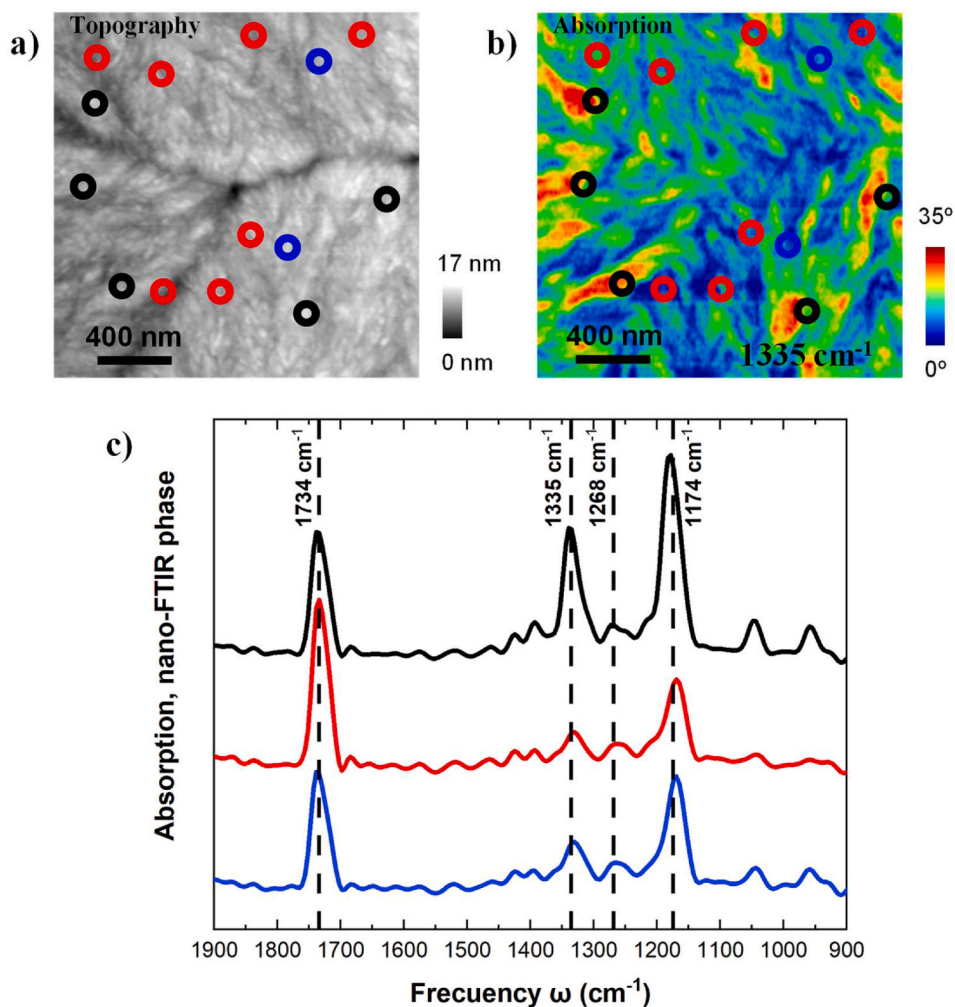 a)
Topography
17 nm
0 nm
400 nm
b)
Absorption
35º
0º
400 nm
1335 cm-1
c)
Absorption, nano-FTIR phase
1734 cm-1
1335 cm-1
1268 cm-1
1174 cm-1
1900 1800 1700 1600 1500 1400 1300 1200 1100 1000 900
Frecuency ω (cm-1)